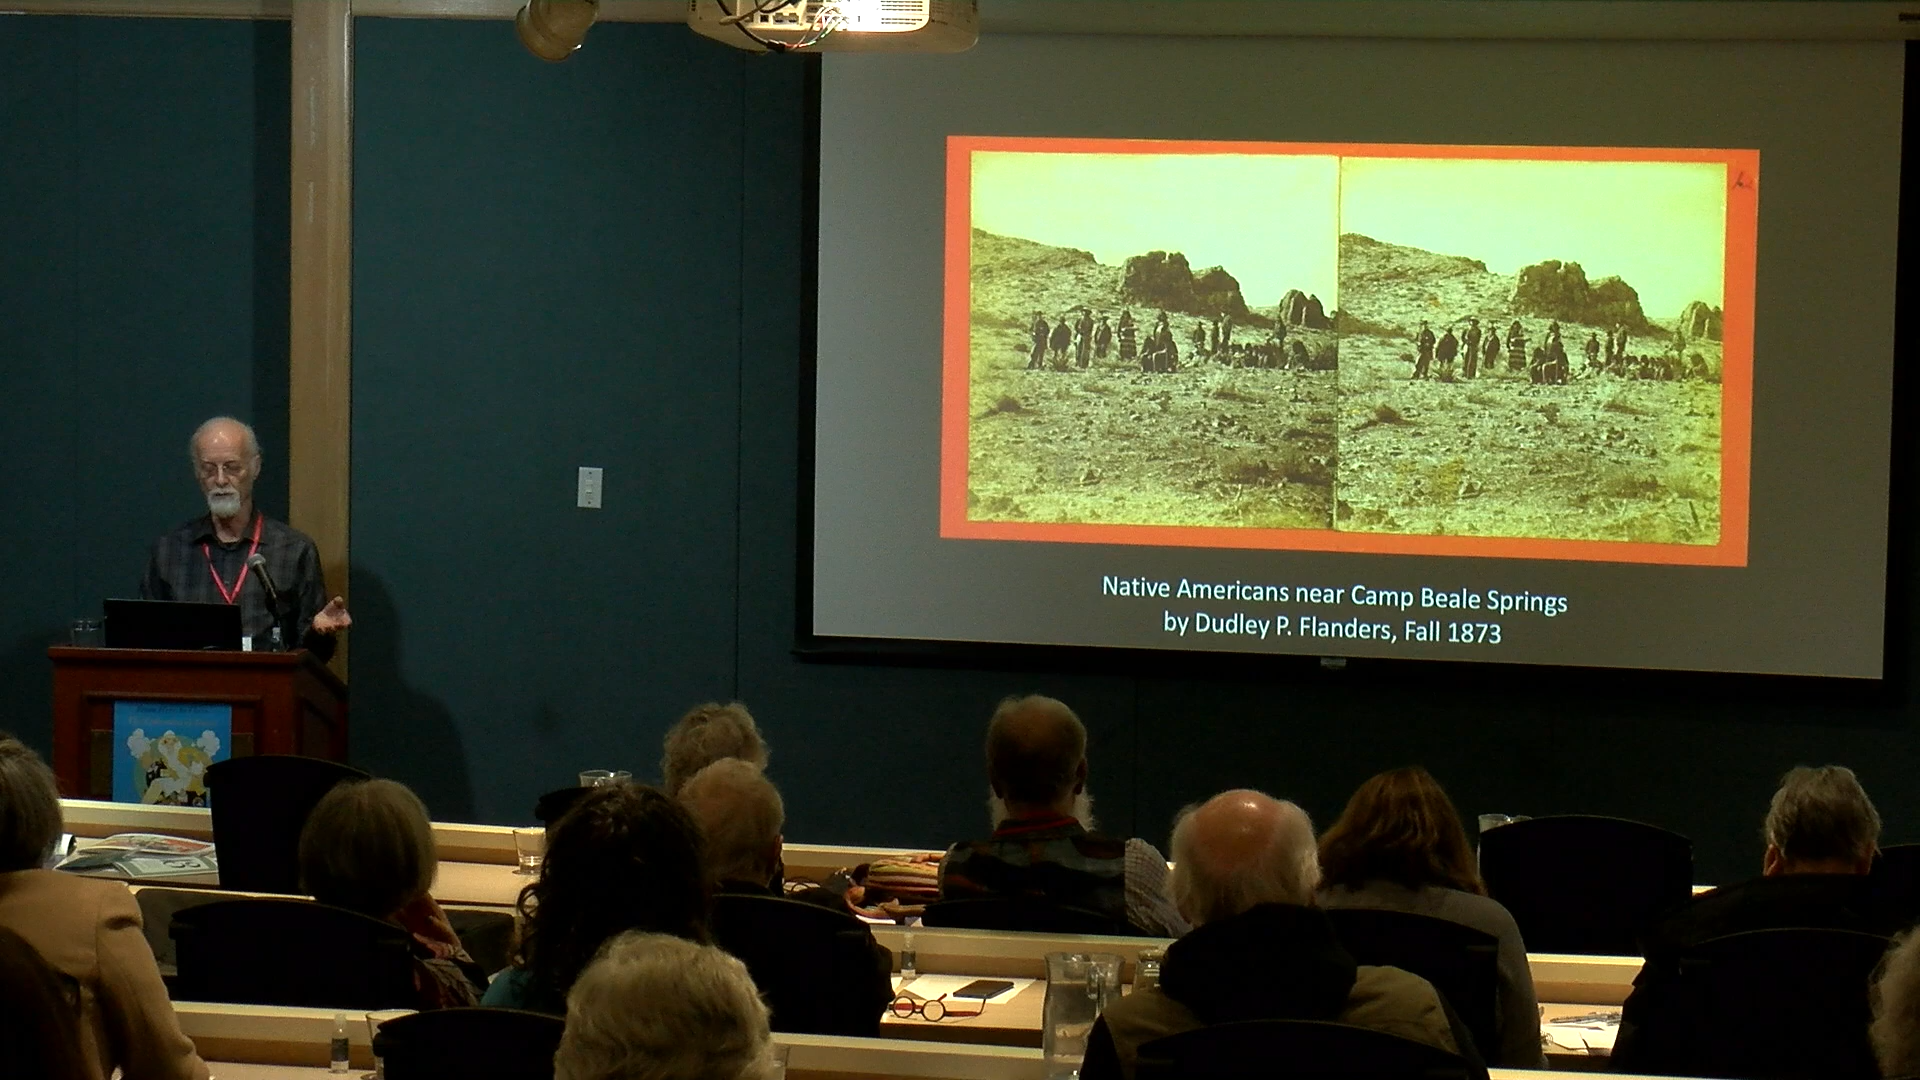 Native Americans near Camp Beale Springs
by Dudley P. Flanders, Fall 1873